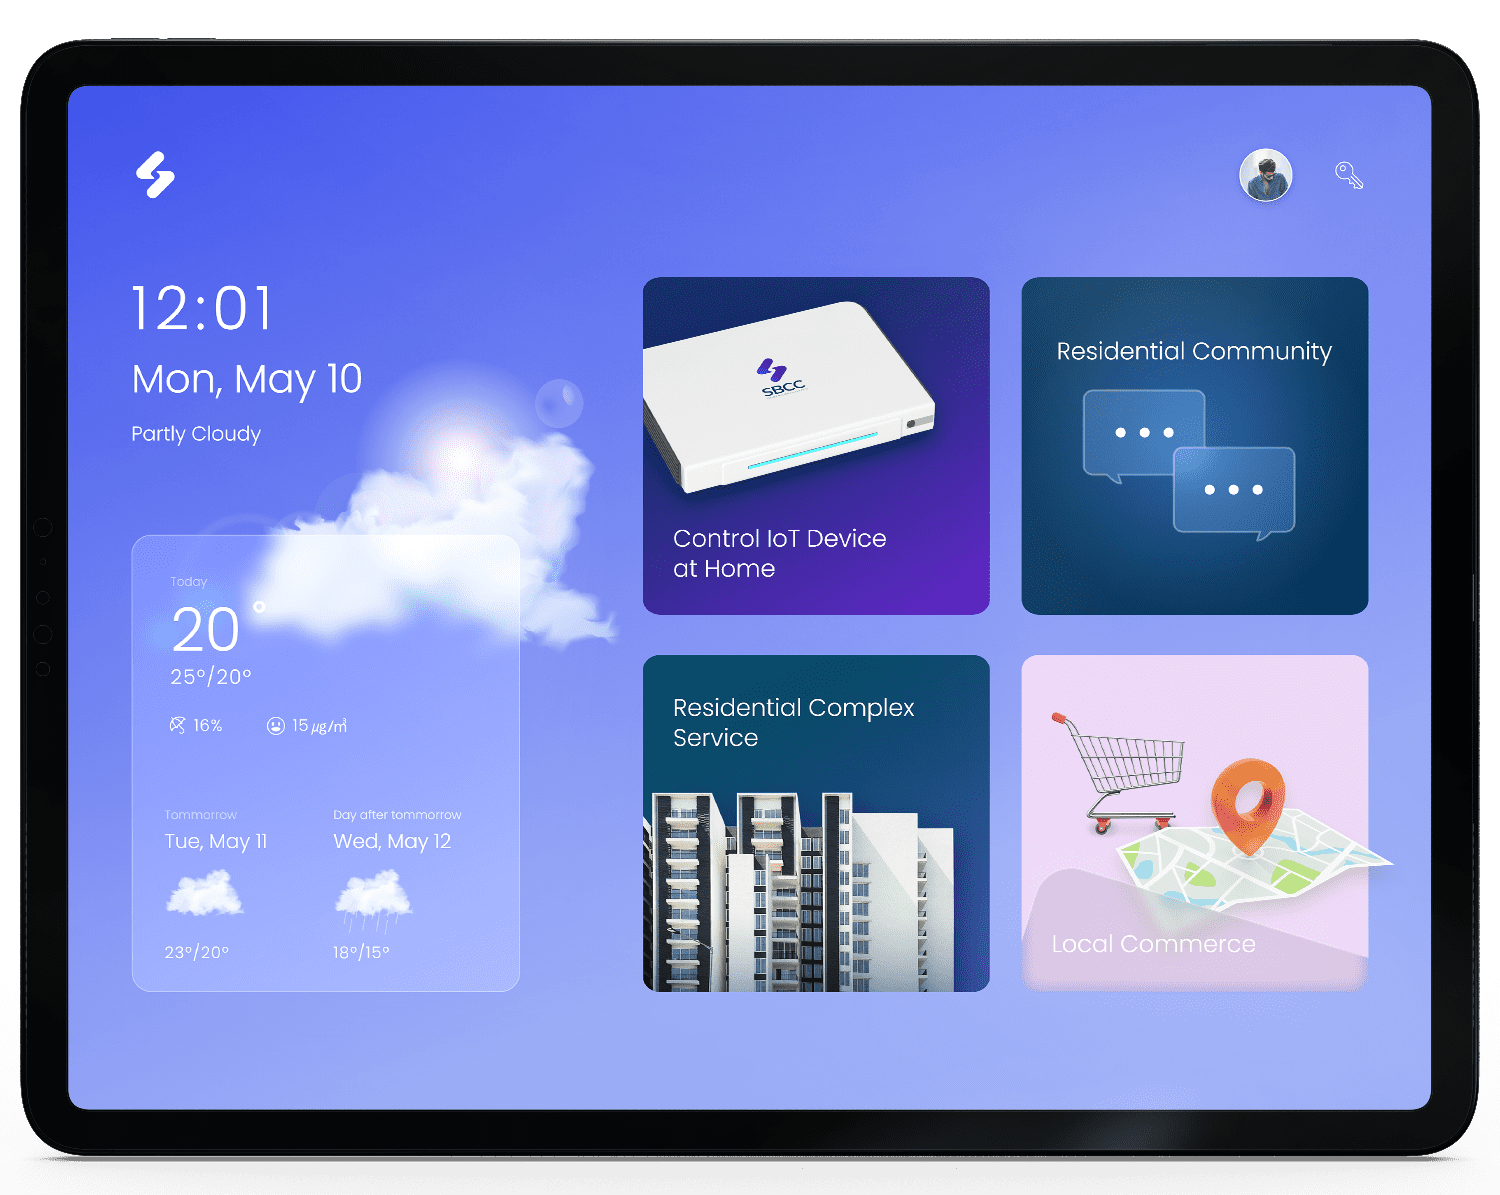 12:01
Mon, May 10
Partly Cloudy
Today
20°
25°/20°
16%
15 µg/m³
Tommorrow
Tue, May 11
23°/20°
Day after tommorrow
Wed, May 12
18°/15°
SBCC
Control IoT Device
at Home
Residential Community
Residential Complex
Service
Local Commerce